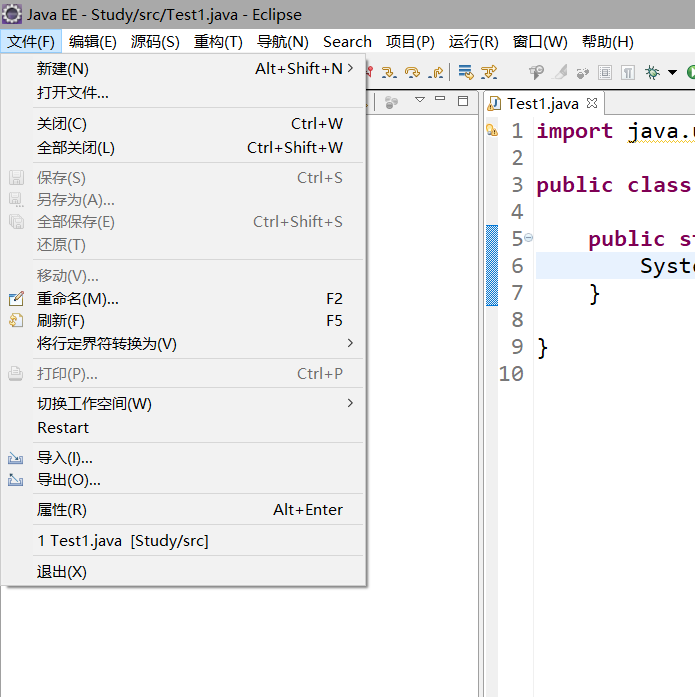 Java EE - Study/src/Test1.java - Eclipse
文件(F) 编辑(E) 源码(S) 重构(T) 导航(N) Search 项目(P) 运行(R) 窗口(W) 帮助(H)
新建(N) Alt+Shift+N
打开文件...
关闭(C) Ctrl+W
全部关闭(L) Ctrl+Shift+W
保存(S) Ctrl+S
另存为(A)...
全部保存(E) Ctrl+Shift+S
还原(T)
移动(V)...
重命名(M)... F2
刷新(F) F5
将行定界符转换为(V)
打印(P)... Ctrl+P
切换工作空间(W)
Restart
导入(I)...
导出(O)...
属性(R) Alt+Enter
1 Test1.java [Study/src]
退出(X)
Test1.java
1 import java.
2
3 public class
4
5 public
6 Syst
7 }
8
9 }
10